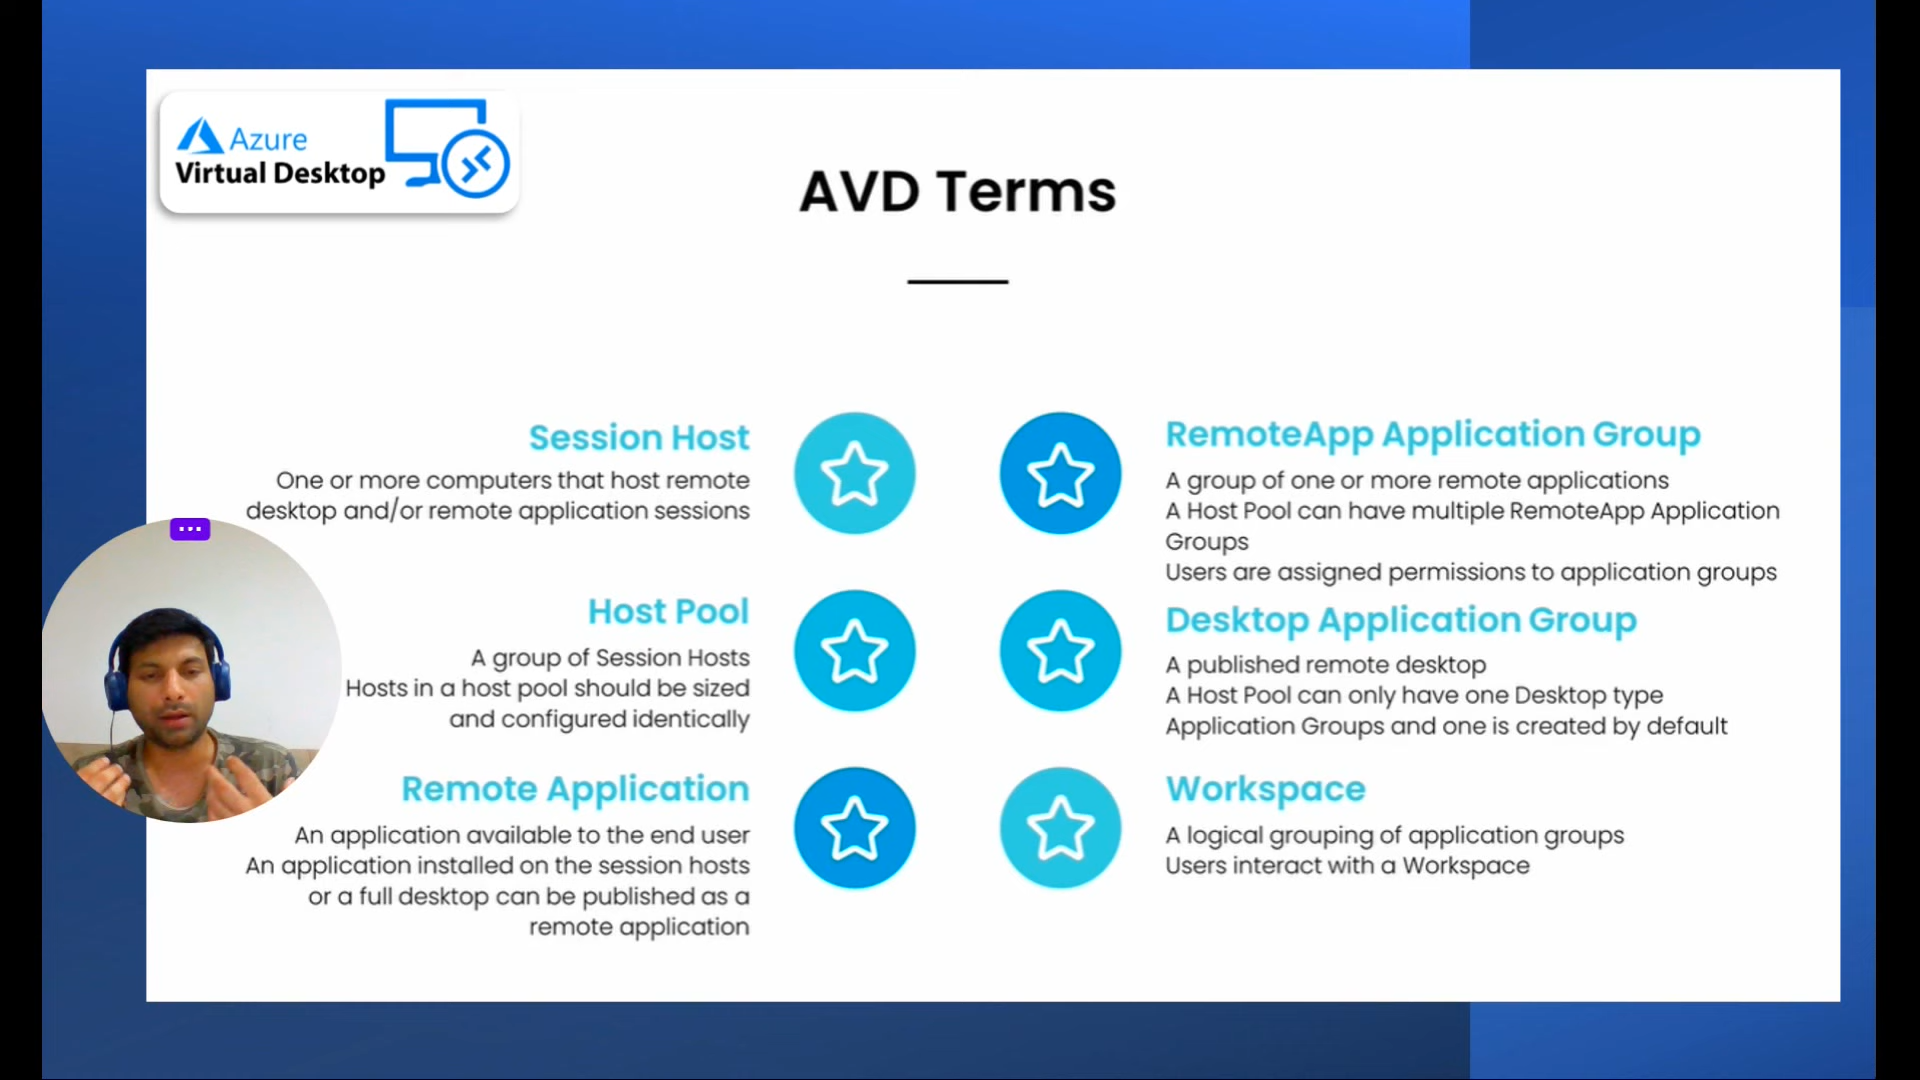 Azure
Virtual Desktop
AVD Terms
Session Host
One or more computers that host remote
desktop and/or remote application sessions
Host Pool
A group of Session Hosts
Hosts in a host pool should be sized
and configured identically
Remote Application
An application available to the end user
An application installed on the session hosts
or a full desktop can be published as a
remote application
RemoteApp Application Group
A group of one or more remote applications
A Host Pool can have multiple RemoteApp Application
Groups
Users are assigned permissions to application groups
Desktop Application Group
A published remote desktop
A Host Pool can only have one Desktop type
Application Groups and one is created by default
Workspace
A logical grouping of application groups
Users interact with a Workspace